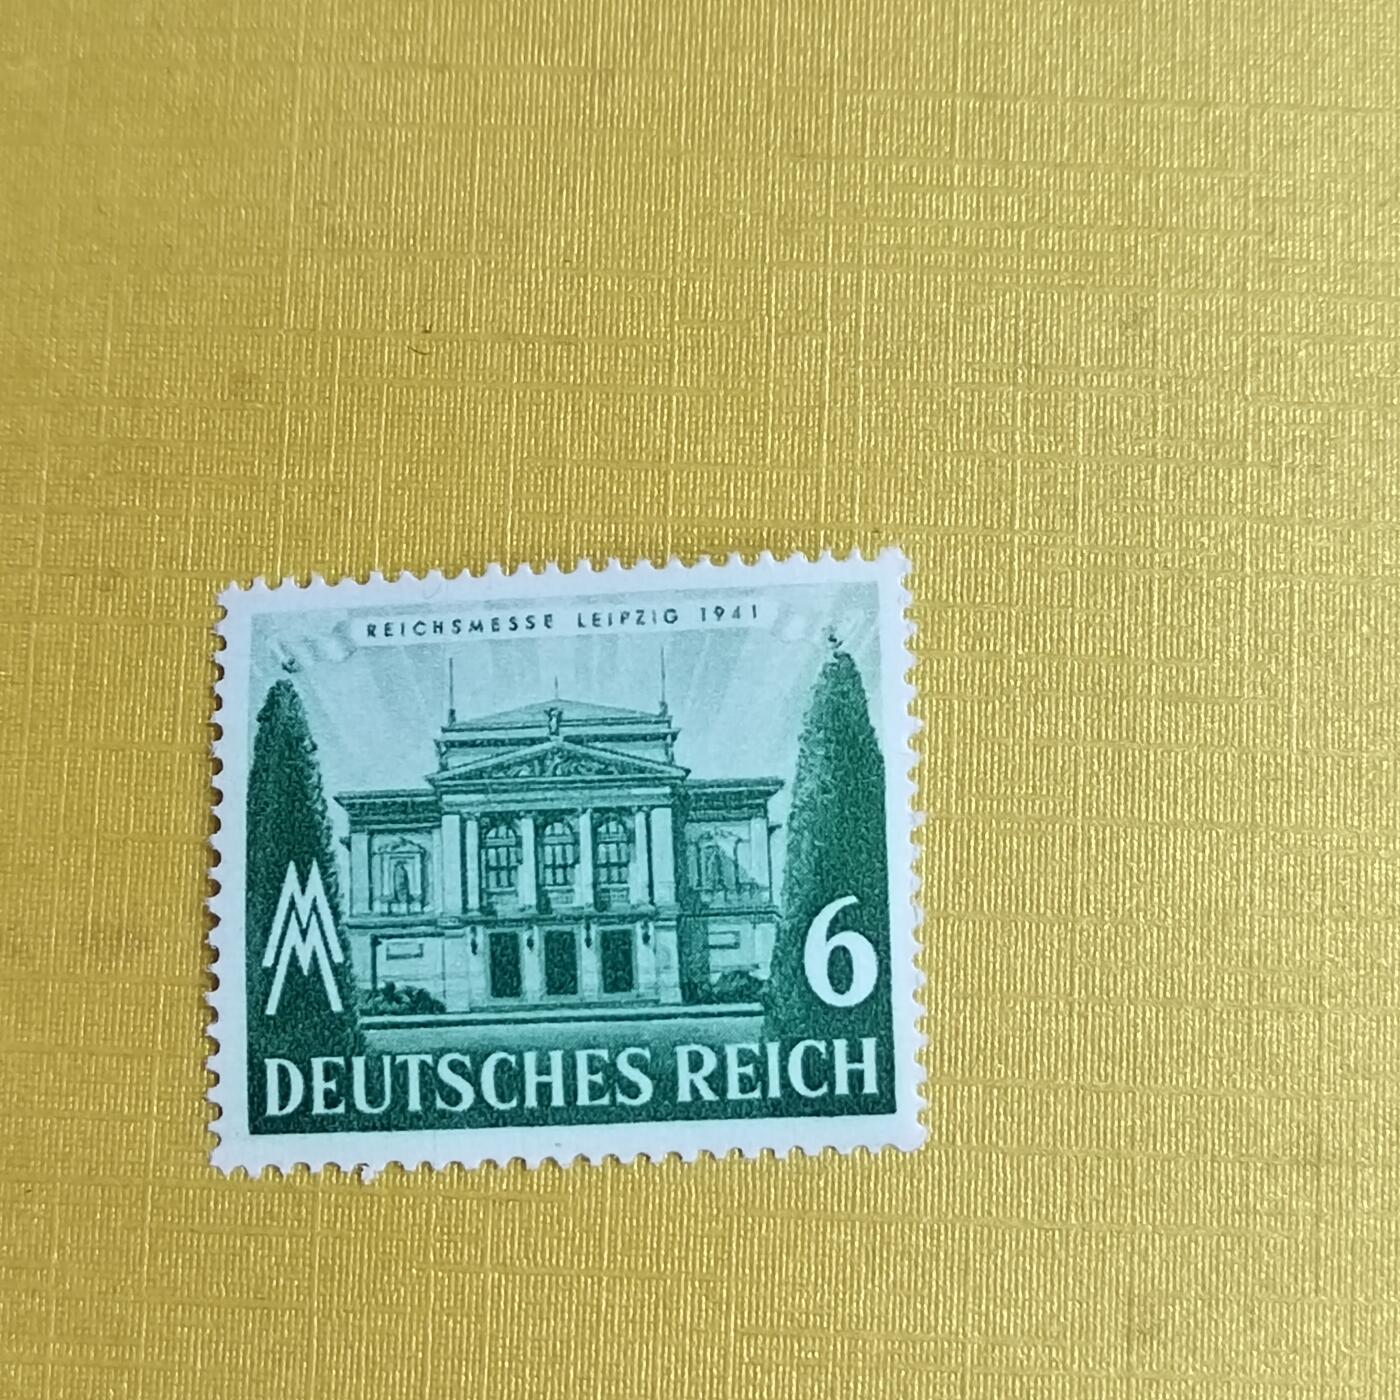 REICHSMESSE LEIPZIG 1941
MM
6
DEUTSCHES REICH